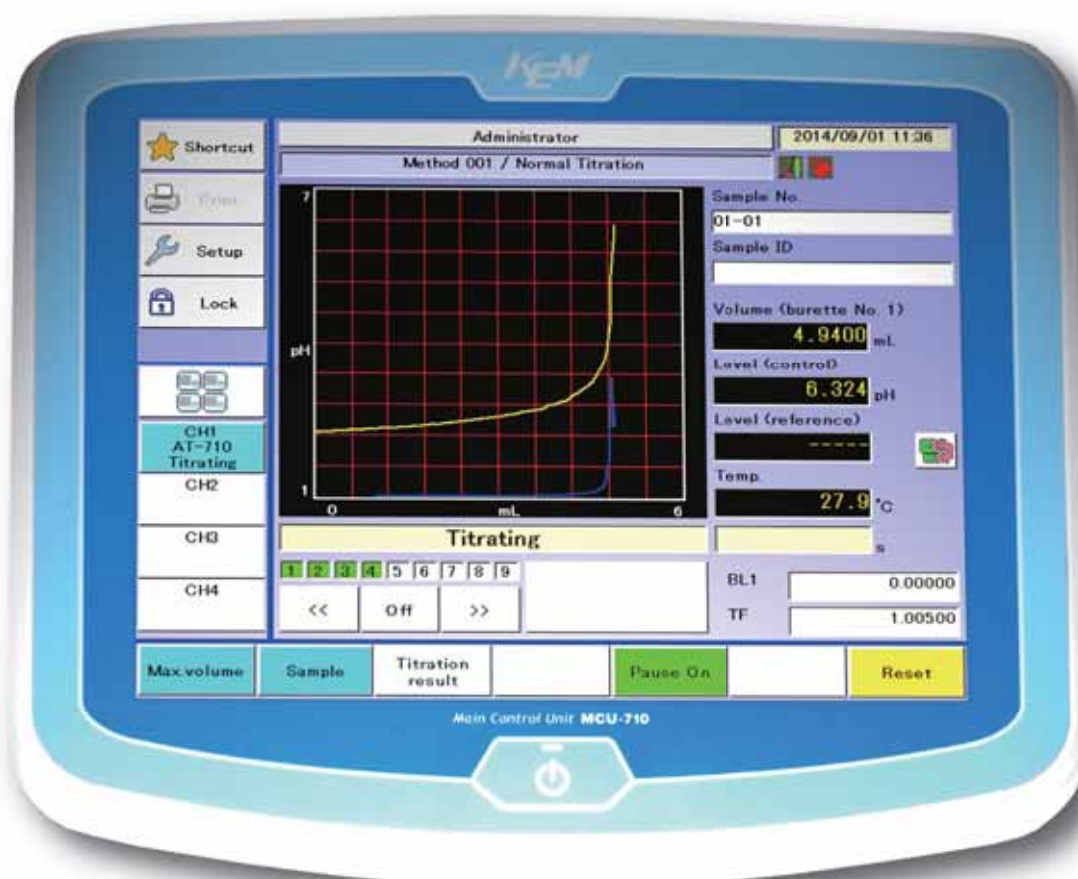 KEM
Shortcut
Print
Setup
Lock
CH1
AT-710
Titrating
CH2
CH3
CH4
Administrator
2014/09/01 11:36
Method 001 / Normal Titration
7
pH
1
0
mL
6
Sample No.
01-01
Sample ID
Volume (burette No. 1)
4.9400 mL
Level (control)
6.324 pH
Level (reference)
-----
Temp.
27.9 °C
s
Titrating
1 2 3 4 5 6 7 8 9
<< Off >>
BL1 0.00000
TF 1.00500
Max.volume
Sample
Titration
result
Pause On
Reset
Main Control Unit MCU-710